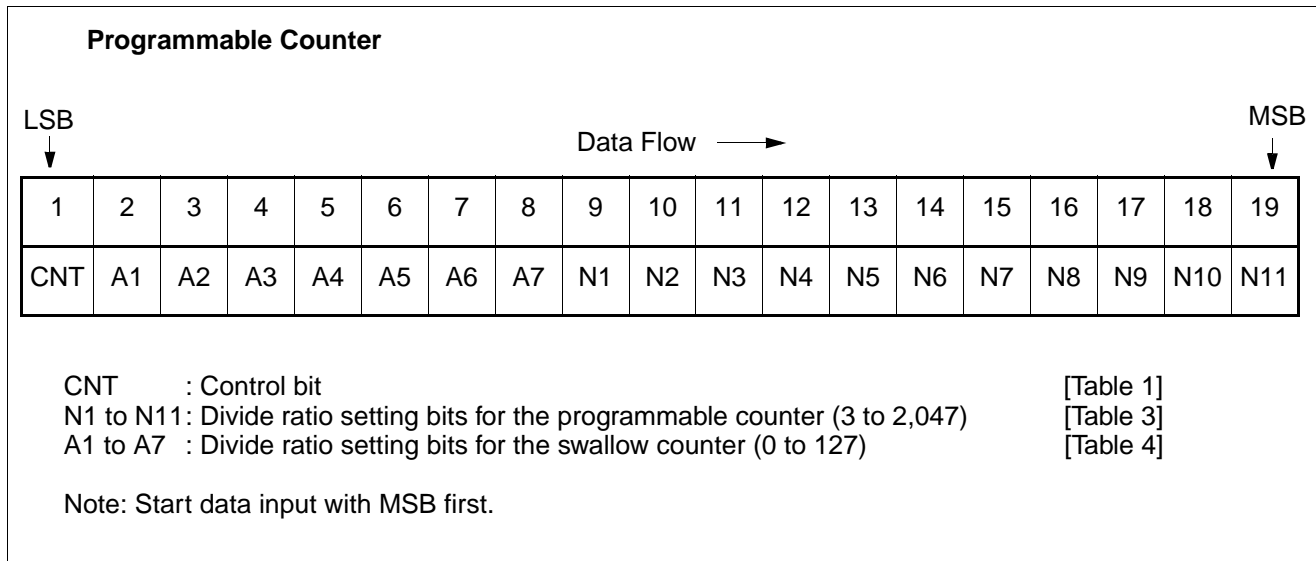 Programmable Counter
LSB MSB
Data Flow
1 2 3 4 5 6 7 8 9 10 11 12 13 14 15 16 17 18 19
CNT A1 A2 A3 A4 A5 A6 A7 N1 N2 N3 N4 N5 N6 N7 N8 N9 N10 N11
CNT : Control bit [Table 1]
N1 to N11: Divide ratio setting bits for the programmable counter (3 to 2,047) [Table 3]
A1 to A7 : Divide ratio setting bits for the swallow counter (0 to 127) [Table 4]
Note: Start data input with MSB first.